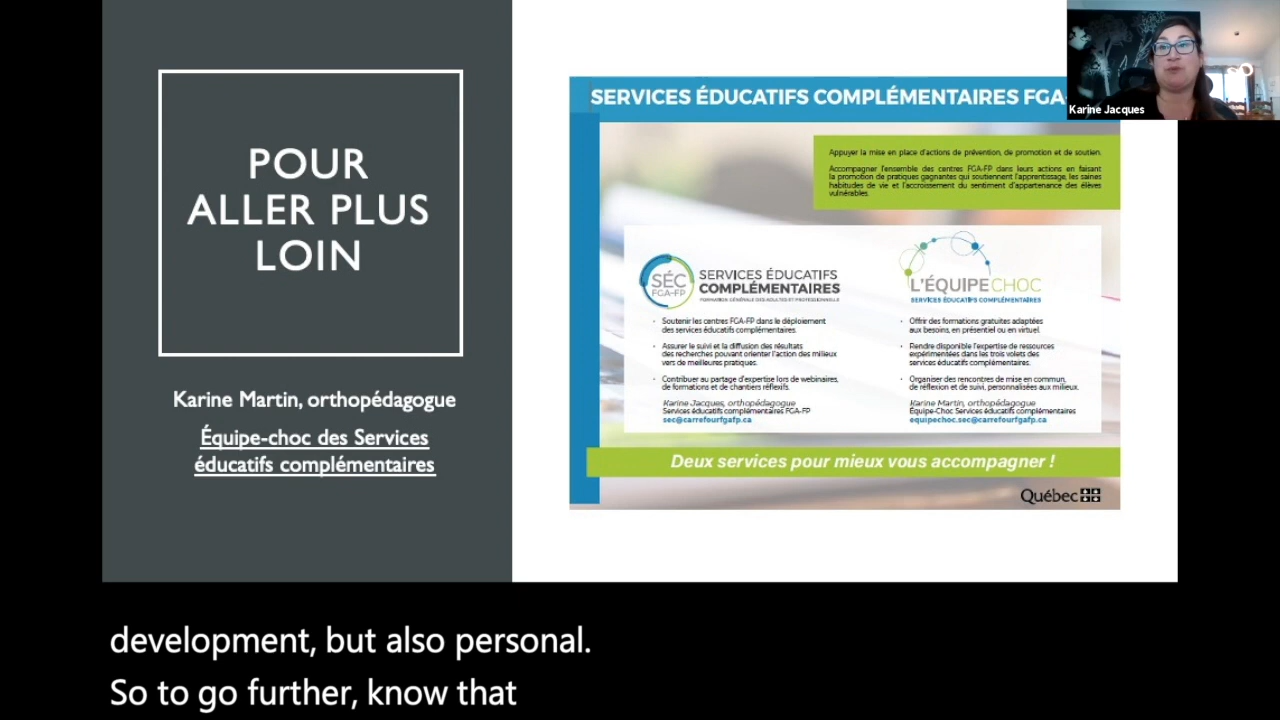 POUR
ALLER PLUS
LOIN
Karine Martin, orthopédagogue
Équipe-choc des Services
éducatifs complémentaires
SERVICES ÉDUCATIFS COMPLÉMENTAIRES FGA-
Karine Jacques
Appuyer la mise en place d'actions de prévention, de promotion et de soutien.
Accompagner l'ensemble des centres FGA-FP dans leurs actions en faisant
la promotion de pratiques gagnantes qui soutiennent l'apprentissage, les saines
habitudes de vie et l'accroissement du sentiment d'appartenance des élèves
vulnérables.
SÉC
FGA-FP
SERVICES ÉDUCATIFS
COMPLÉMENTAIRES
FORMATION GÉNÉRALE DES ADULTES ET PROFESSIONNELLE
• Soutenir les centres FGA-FP dans le déploiement
des services éducatifs complémentaires.
• Assurer le suivi et la diffusion des résultats
des recherches pouvant orienter l'action des milieux
vers de meilleures pratiques.
• Contribuer au partage d'expertise lors de webinaires,
de formations et de chantiers réflexifs.
Karine Jacques, orthopédagogue
Services éducatifs complémentaires FGA-FP
sec@carrefourfgafp.ca
L'ÉQUIPECHOC
SERVICES ÉDUCATIFS COMPLÉMENTAIRES
• Offrir des formations gratuites adaptées
aux besoins, en présentiel ou en virtuel.
• Rendre disponible l'expertise de ressources
expérimentées dans les trois volets des
services éducatifs complémentaires.
• Organiser des rencontres de mise en commun,
de réflexion et de suivi, personnalisées aux milieux.
Karine Martin, orthopédagogue
Équipe-Choc Services éducatifs complémentaires
equipechoc.sec@carrefourfgafp.ca
Deux services pour mieux vous accompagner !
Québec
development, but also personal.
So to go further, know that